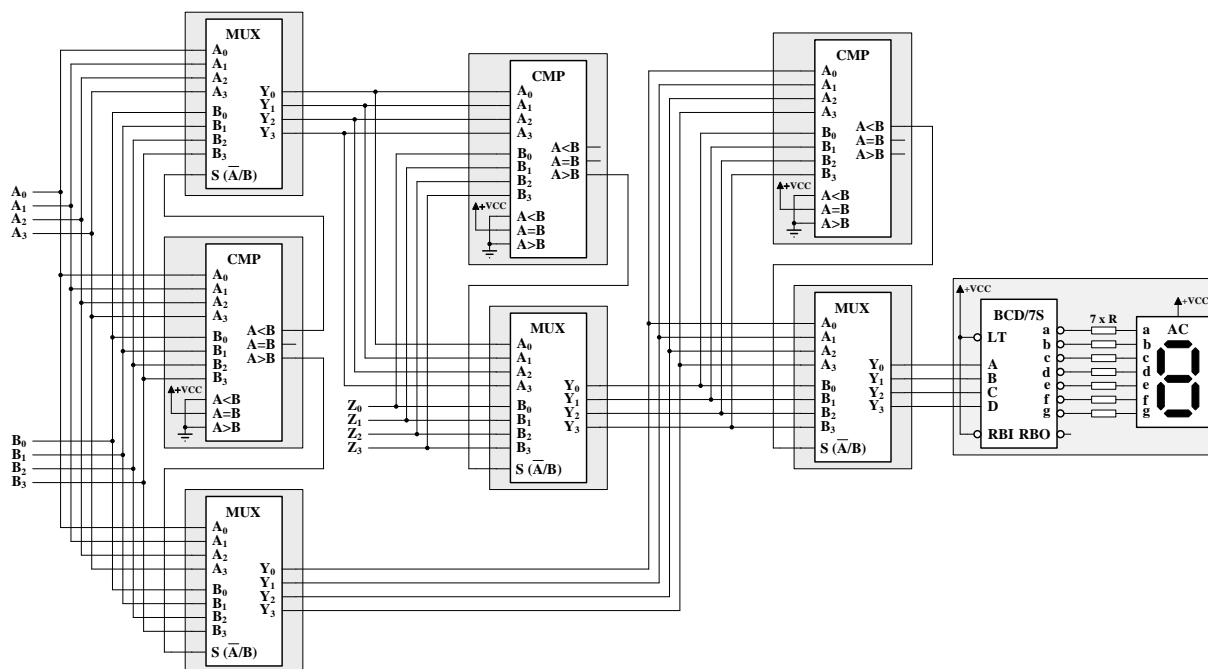 MUX
A₀
A₁
A₂
A₃
B₀
B₁
B₂
B₃
S (A̅/B)
Y₀
Y₁
Y₂
Y₃
CMP
A₀
A₁
A₂
A₃
B₀
B₁
B₂
B₃
A<B
A=B
A>B
+VCC
A<B
A=B
A>B
CMP
A₀
A₁
A₂
A₃
B₀
B₁
B₂
B₃
A<B
A=B
A>B
+VCC
A<B
A=B
A>B
A₀
A₁
A₂
A₃
CMP
A₀
A₁
A₂
A₃
B₀
B₁
B₂
B₃
A<B
A=B
A>B
+VCC
A<B
A=B
A>B
B₀
B₁
B₂
B₃
Z₀
Z₁
Z₂
Z₃
MUX
A₀
A₁
A₂
A₃
B₀
B₁
B₂
B₃
S (A̅/B)
Y₀
Y₁
Y₂
Y₃
MUX
A₀
A₁
A₂
A₃
B₀
B₁
B₂
B₃
S (A̅/B)
Y₀
Y₁
Y₂
Y₃
+VCC
BCD/7S
LT
A
B
C
D
RBI RBO
a
b
c
d
e
f
g
7 x R
+VCC
AC
a
b
c
d
e
f
g
MUX
A₀
A₁
A₂
A₃
B₀
B₁
B₂
B₃
S (A̅/B)
Y₀
Y₁
Y₂
Y₃